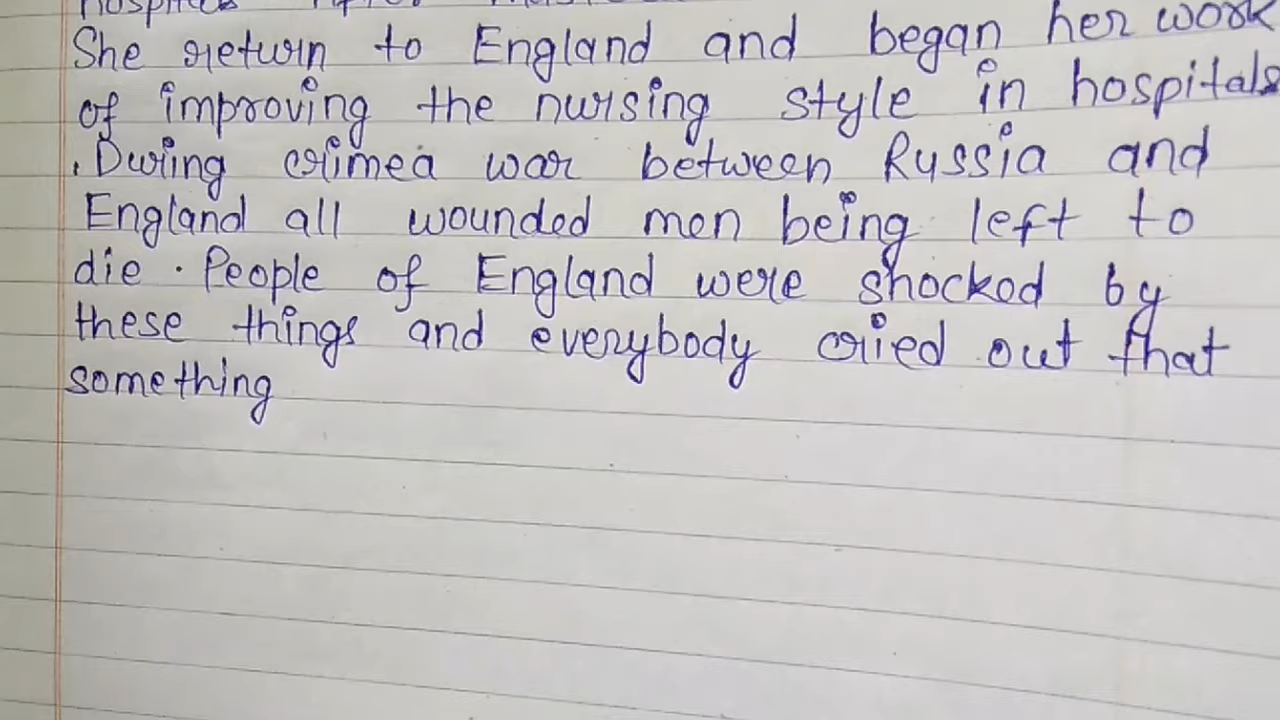 She return to England and began her work
of improving the nursing style in hospitals
. During crimea war between Russia and
England all wounded men being left to
die . People of England were shocked by
these things and everybody cried out that
something